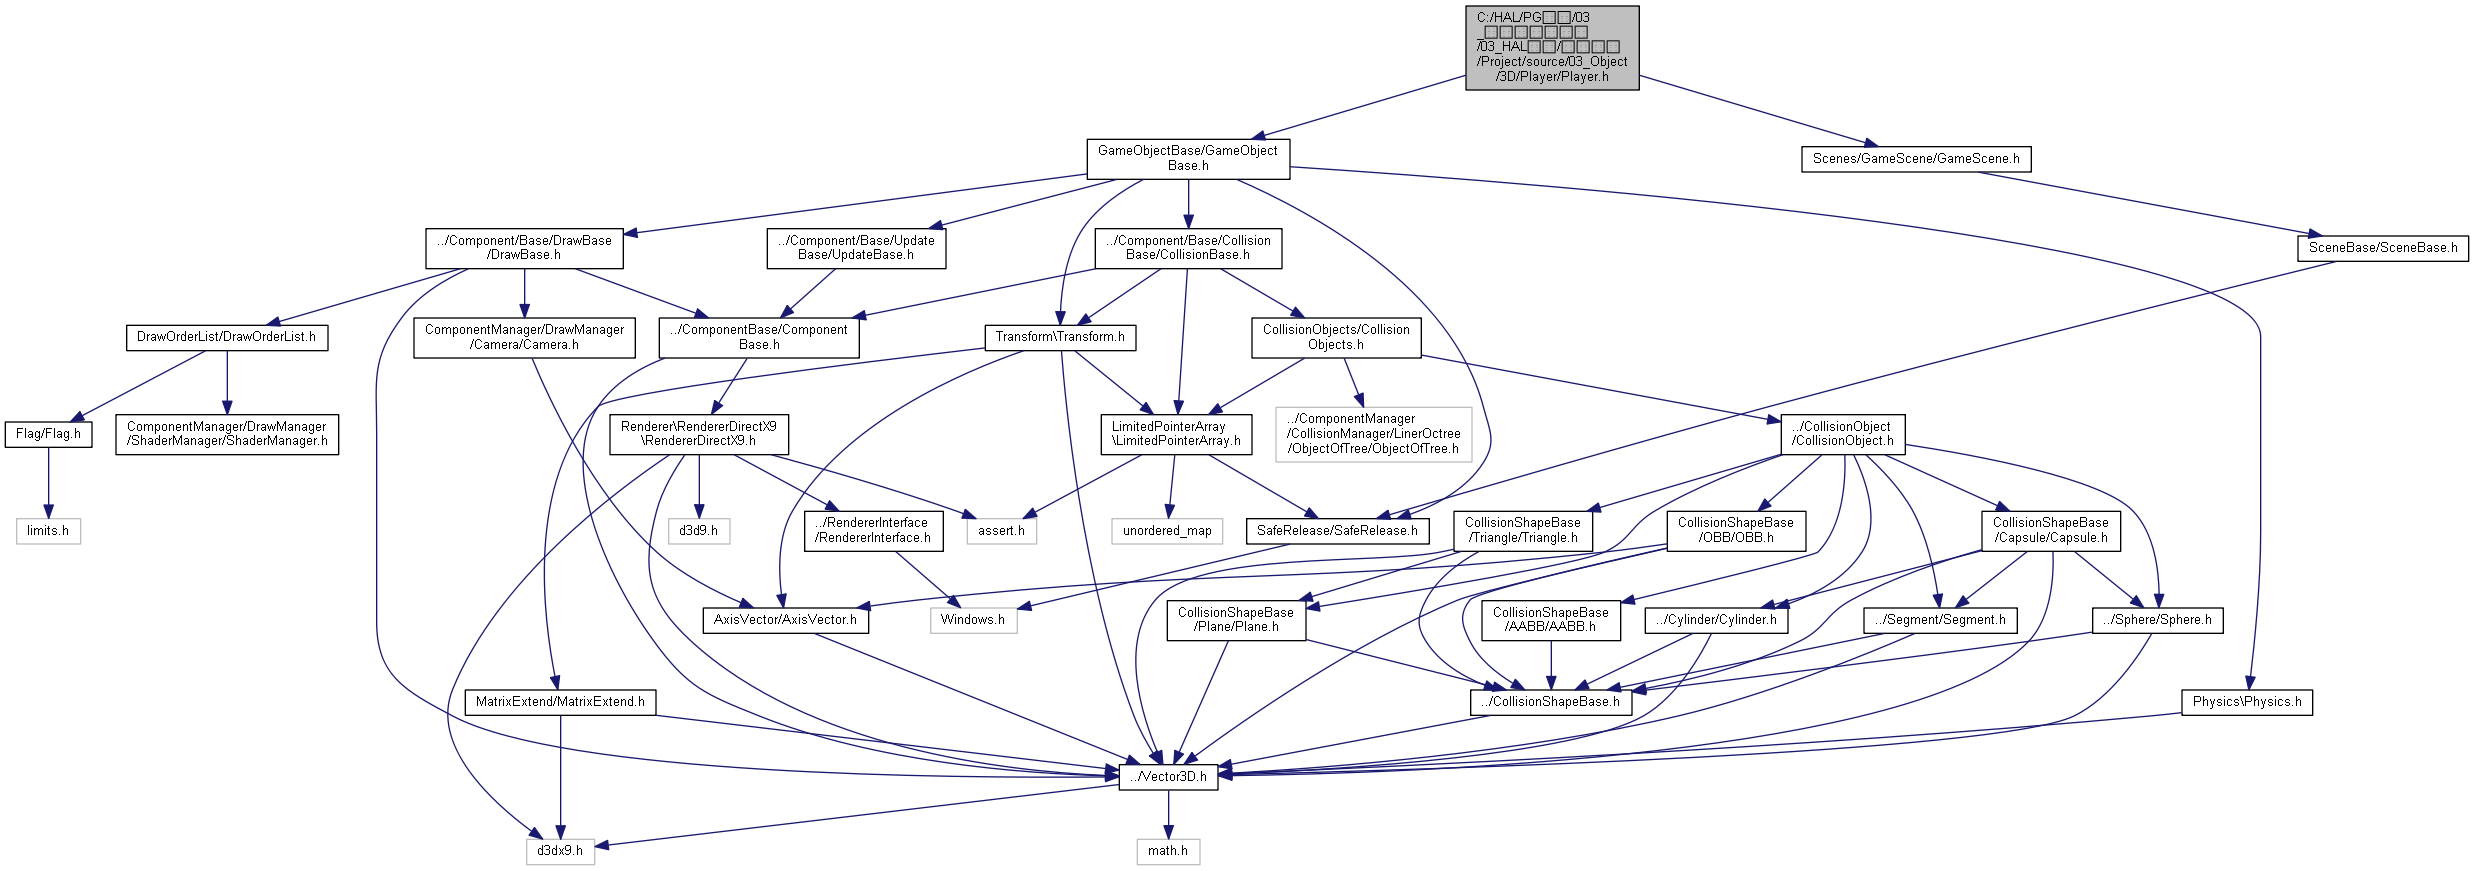 C:/HAL/PG□□/03
_□□□□□□□
/03_HAL□□/□□□□
/Project/source/03_Object
/3D/Player/Player.h
GameObjectBase/GameObject
Base.h
Scenes/GameScene/GameScene.h
../Component/Base/DrawBase
/DrawBase.h
../Component/Base/Update
Base/UpdateBase.h
../Component/Base/Collision
Base/CollisionBase.h
SceneBase/SceneBase.h
DrawOrderList/DrawOrderList.h
ComponentManager/DrawManager
/Camera/Camera.h
../ComponentBase/Component
Base.h
Transform\Transform.h
CollisionObjects/Collision
Objects.h
Flag/Flag.h
ComponentManager/DrawManager
/ShaderManager/ShaderManager.h
Renderer\RendererDirectX9
\RendererDirectX9.h
LimitedPointerArray
\LimitedPointerArray.h
../ComponentManager
/CollisionManager/LinerOctree
/ObjectOfTree/ObjectOfTree.h
../CollisionObject
/CollisionObject.h
limits.h
d3d9.h
../RendererInterface
/RendererInterface.h
assert.h
unordered_map
SafeRelease/SafeRelease.h
CollisionShapeBase
/Triangle/Triangle.h
CollisionShapeBase
/OBB/OBB.h
CollisionShapeBase
/Capsule/Capsule.h
AxisVector/AxisVector.h
Windows.h
CollisionShapeBase
/Plane/Plane.h
CollisionShapeBase
/AABB/AABB.h
../Cylinder/Cylinder.h
../Segment/Segment.h
../Sphere/Sphere.h
MatrixExtend/MatrixExtend.h
../CollisionShapeBase.h
Physics\Physics.h
../Vector3D.h
d3dx9.h
math.h